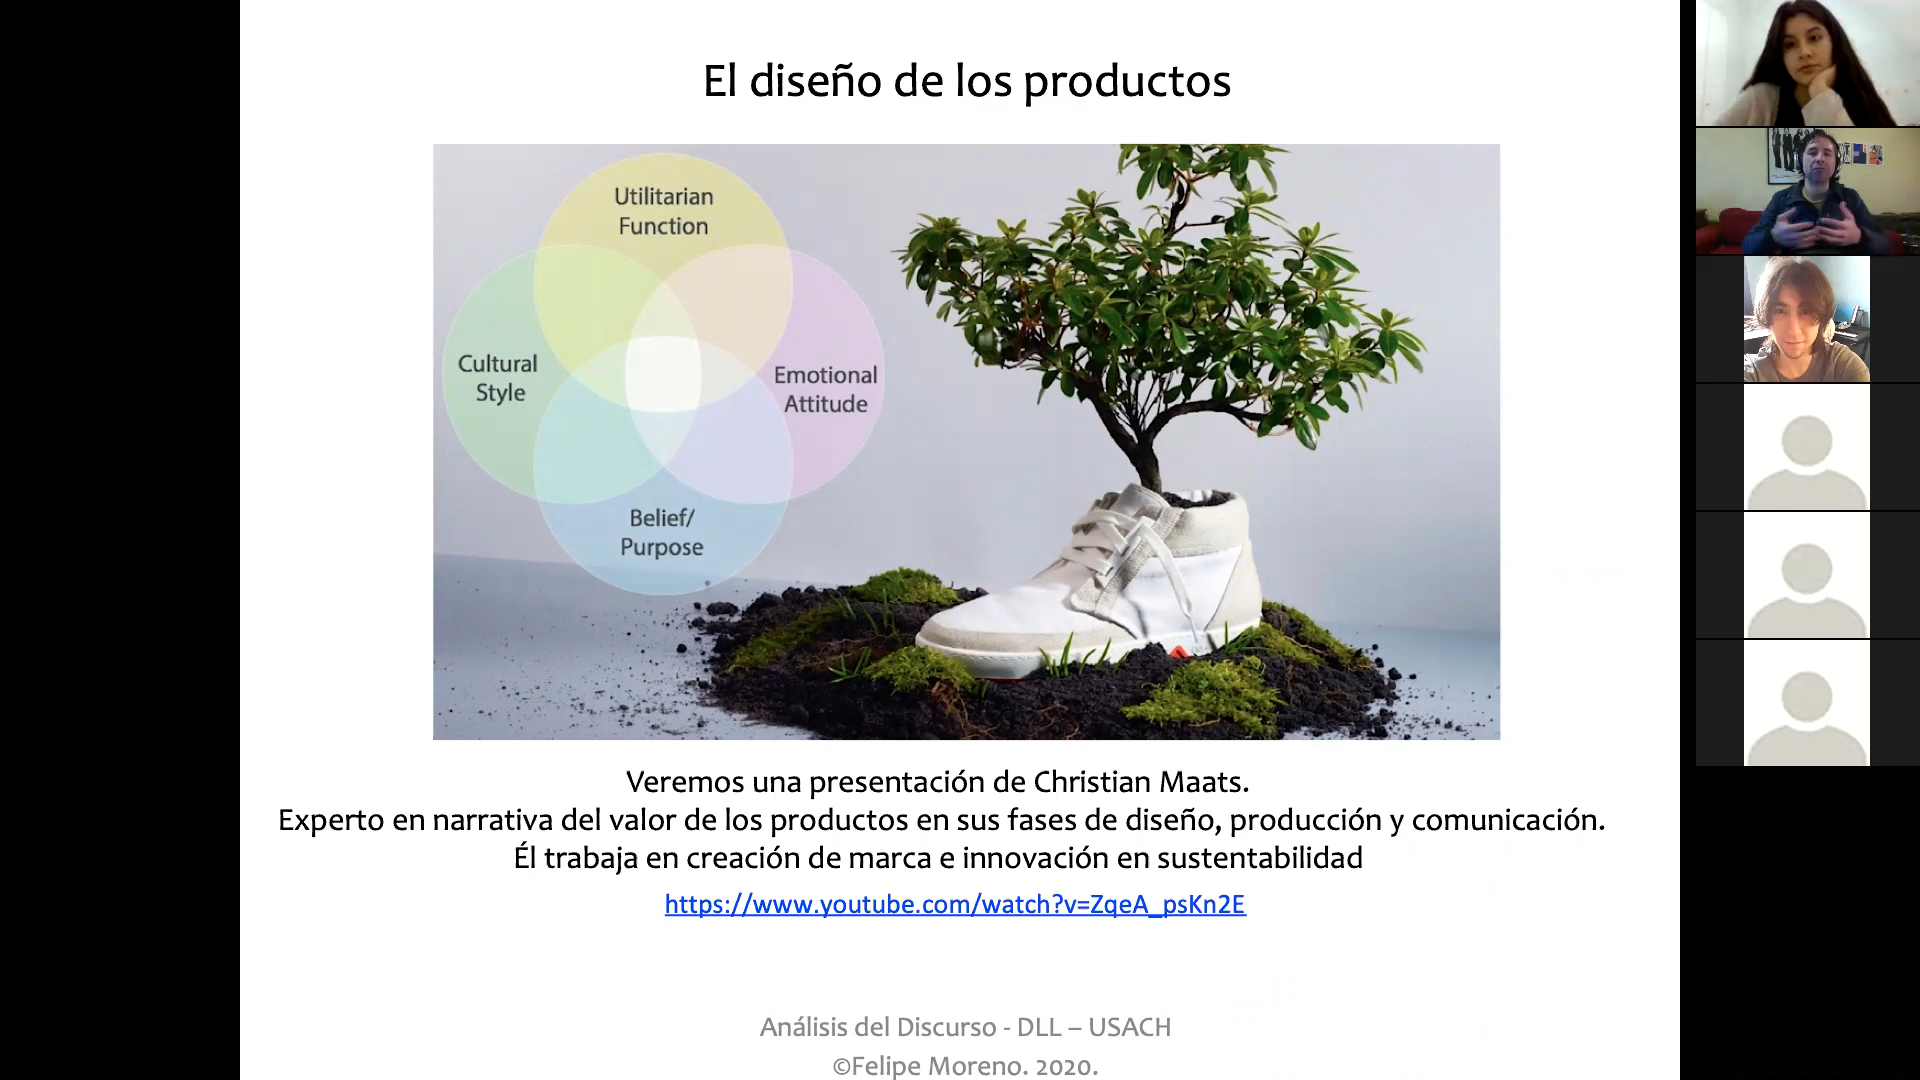 El diseño de los productos
Utilitarian
Function
Cultural
Style
Emotional
Attitude
Belief/
Purpose
Veremos una presentación de Christian Maats.
Experto en narrativa del valor de los productos en sus fases de diseño, producción y comunicación.
Él trabaja en creación de marca e innovación en sustentabilidad
https://www.youtube.com/watch?v=ZqeA_psKn2E
Análisis del Discurso - DLL – USACH
©Felipe Moreno. 2020.